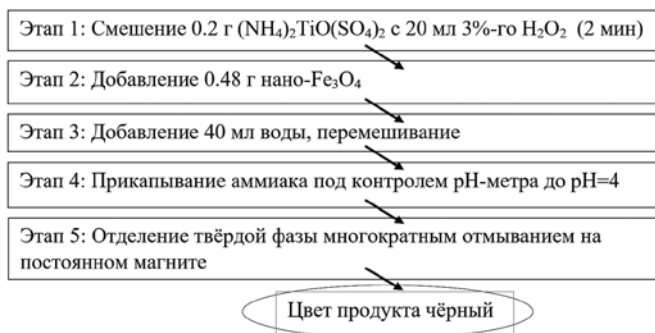 Этап 1: Смешение 0.2 г (NH₄)₂TiO(SO₄)₂ с 20 мл 3%-го H₂O₂ (2 мин)
Этап 2: Добавление 0.48 г нано-Fe₃O₄
Этап 3: Добавление 40 мл воды, перемешивание
Этап 4: Прикапывание аммиака под контролем pH-метра до pH=4
Этап 5: Отделение твёрдой фазы многократным отмыванием на
постоянном магните
Цвет продукта чёрный